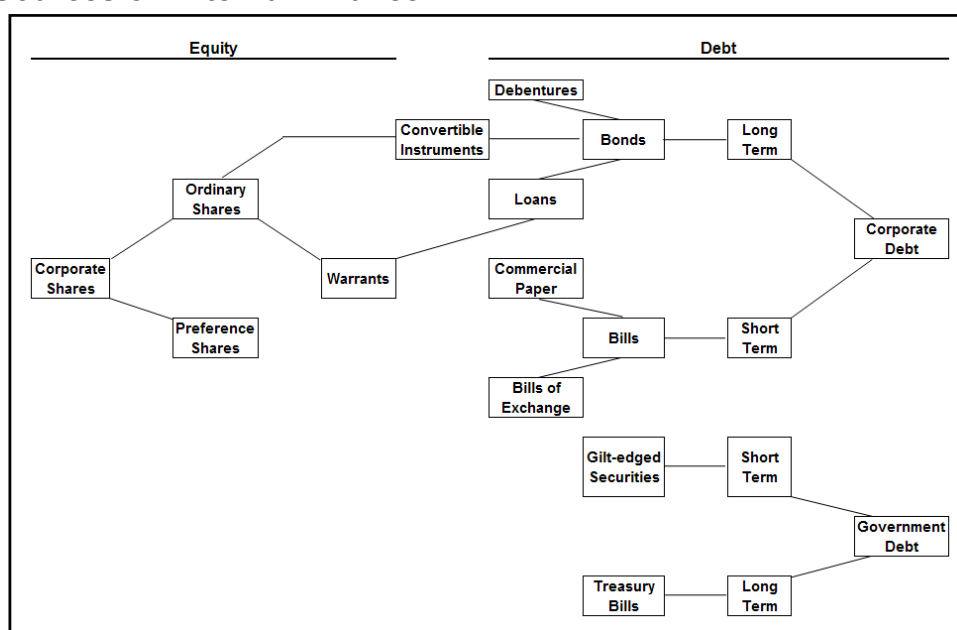 Equity
Debt
Debentures
Convertible
Instruments
Bonds
Long
Term
Ordinary
Shares
Loans
Corporate
Debt
Corporate
Shares
Warrants
Commercial
Paper
Preference
Shares
Bills
Short
Term
Bills of
Exchange
Gilt-edged
Securities
Short
Term
Government
Debt
Treasury
Bills
Long
Term